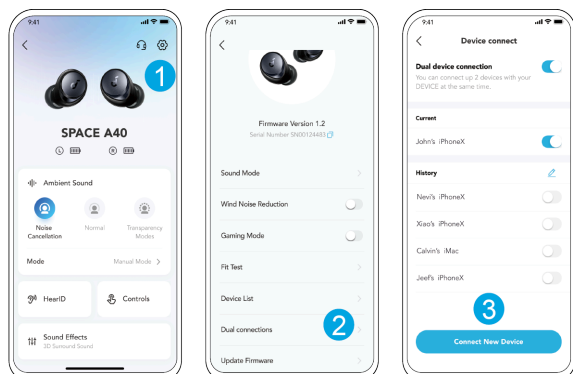 9:41
1
SPACE A40
L
R
Ambient Sound
Noise
Cancellation
Normal
Transparency
Modes
Mode
Manual Mode
HearID
Controls
Sound Effects
3D Surround Sound
9:41
Firmware Version 1.2
Serial Number SN00124483
Sound Mode
Wind Noise Reduction
Gaming Mode
Fit Test
Device List
Dual connections
2
Update Firmware
9:41
Device connect
Dual device connection
You can connect up 2 devices with your
DEVICE at the same time.
Current
John's iPhoneX
History
Nevi's iPhoneX
Xiao's iPhoneX
Calvin's iMac
Jeef's iPhoneX
3
Connect New Device